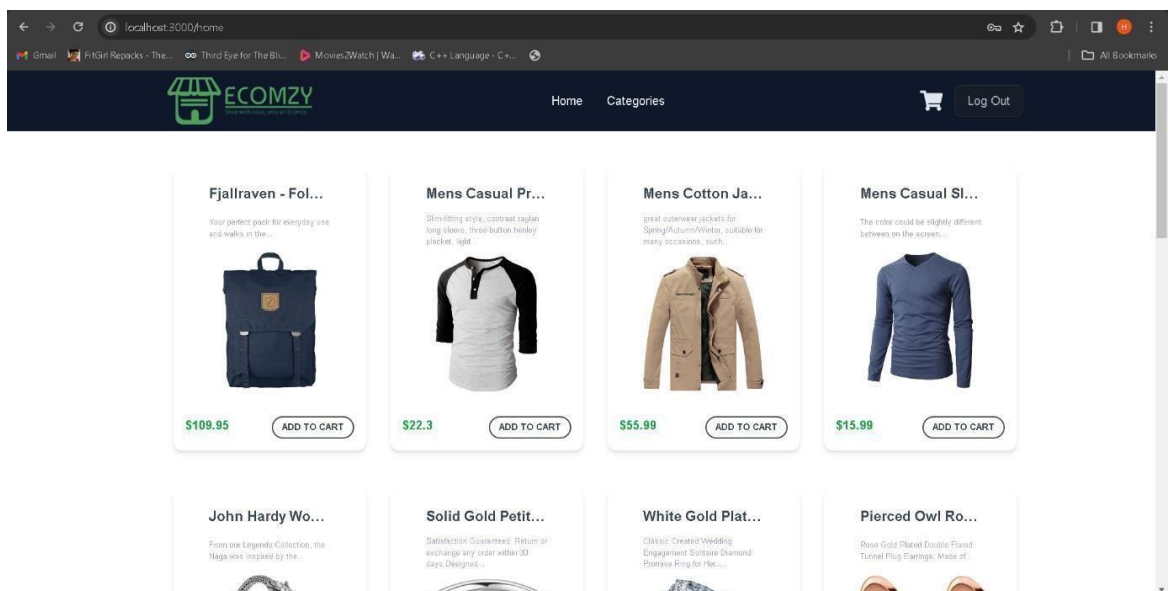 localhost:3000/home
Gmail FitGirl Repacks - The... Third Eye for The Bli... Movies2Watch | Wa... C++ Language - C+... All Bookmarks
ECOMZY
Home Categories Log Out
Fjallraven - Fol...
Your perfect pack for everyday use
and walks in the...
$109.95 ADD TO CART
Mens Casual Pr...
Slim-fitting style, contrast raglan
long sleeve, three-button henley
placket, light...
$22.3 ADD TO CART
Mens Cotton Ja...
great outerwear jackets for
Spring/Autumn/Winter, suitable for
many occasions, such...
$55.99 ADD TO CART
Mens Casual Sl...
The color could be slightly different
between on the screen....
$15.99 ADD TO CART
John Hardy Wo...
From our Legends Collection, the
Naga was inspired by the...
Solid Gold Petit...
Satisfaction Guaranteed. Return or
exchange any order within 30
days.Designed...
White Gold Plat...
Classic Created Wedding
Engagement Solitaire Diamond
Promise Ring for Her....
Pierced Owl Ro...
Rose Gold Plated Double Flared
Tunnel Plug Earrings. Made of...